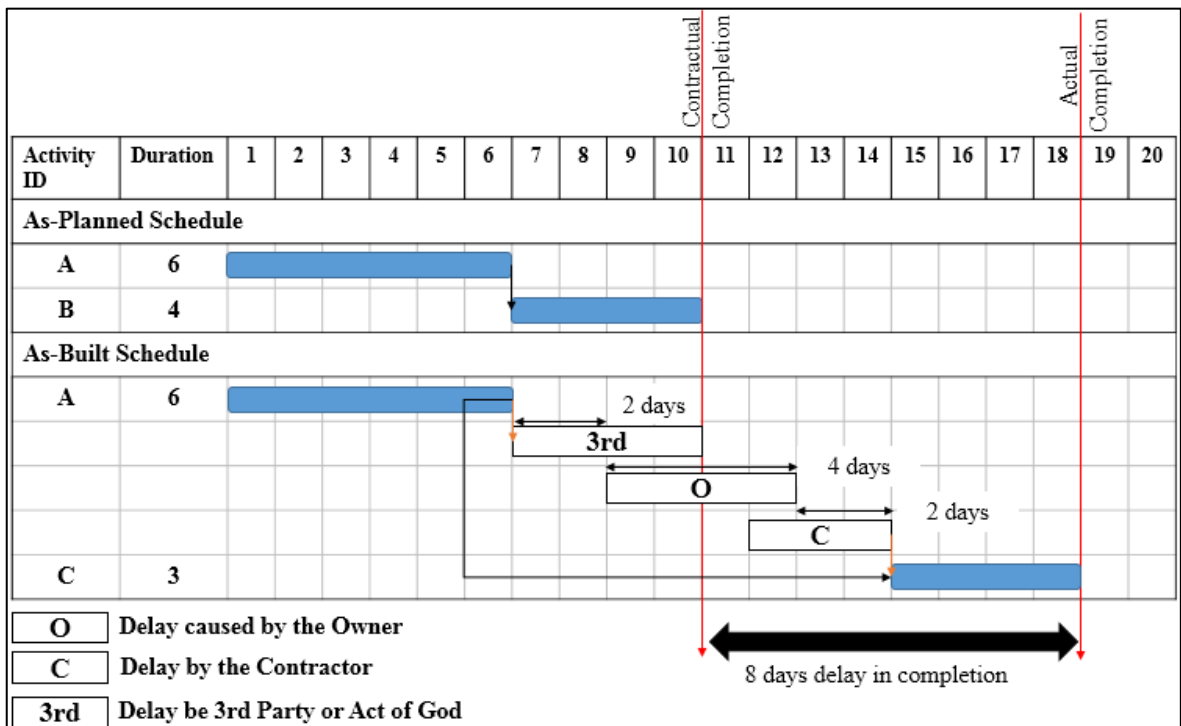 Contractual
Completion
Actual
Completion
Activity ID Duration 1 2 3 4 5 6 7 8 9 10 11 12 13 14 15 16 17 18 19 20
As-Planned Schedule
A 6
B 4
As-Built Schedule
A 6
2 days
3rd
4 days
O
2 days
C
C 3
O Delay caused by the Owner
C Delay by the Contractor
8 days delay in completion
3rd Delay be 3rd Party or Act of God